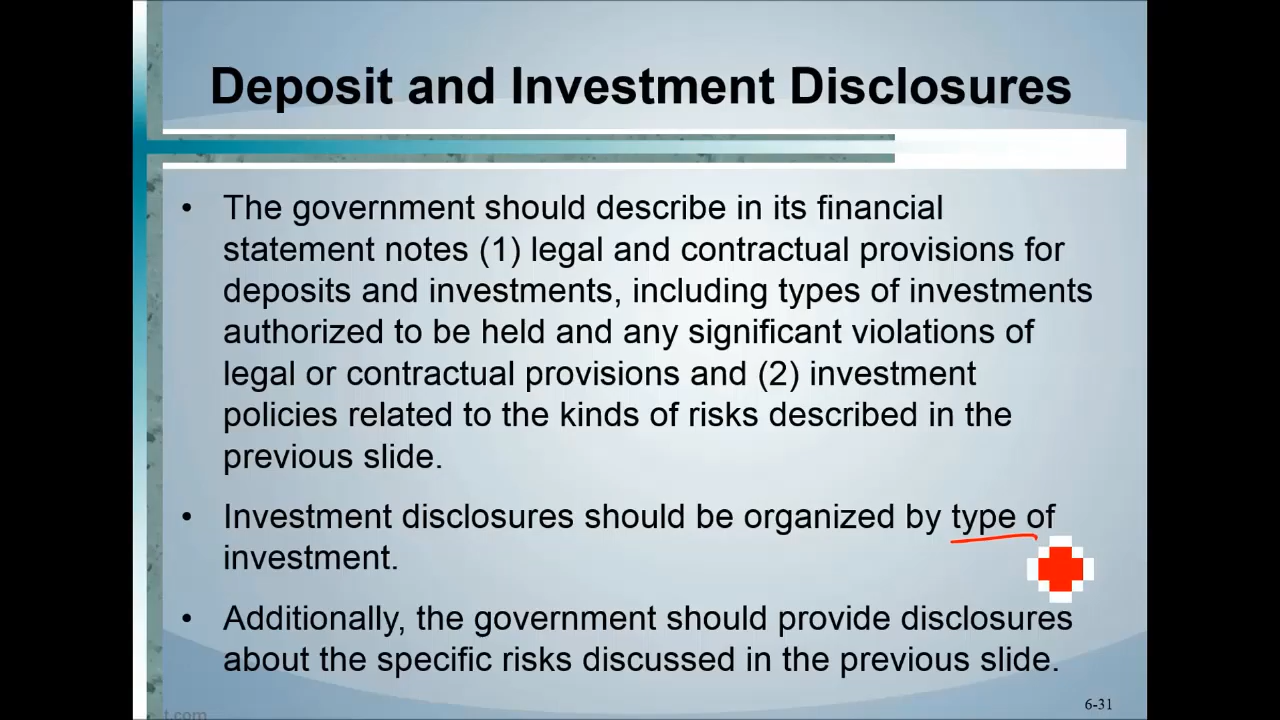 Deposit and Investment Disclosures
• The government should describe in its financial
statement notes (1) legal and contractual provisions for
deposits and investments, including types of investments
authorized to be held and any significant violations of
legal or contractual provisions and (2) investment
policies related to the kinds of risks described in the
previous slide.
• Investment disclosures should be organized by type of
investment.
• Additionally, the government should provide disclosures
about the specific risks discussed in the previous slide.
6-31
t.com